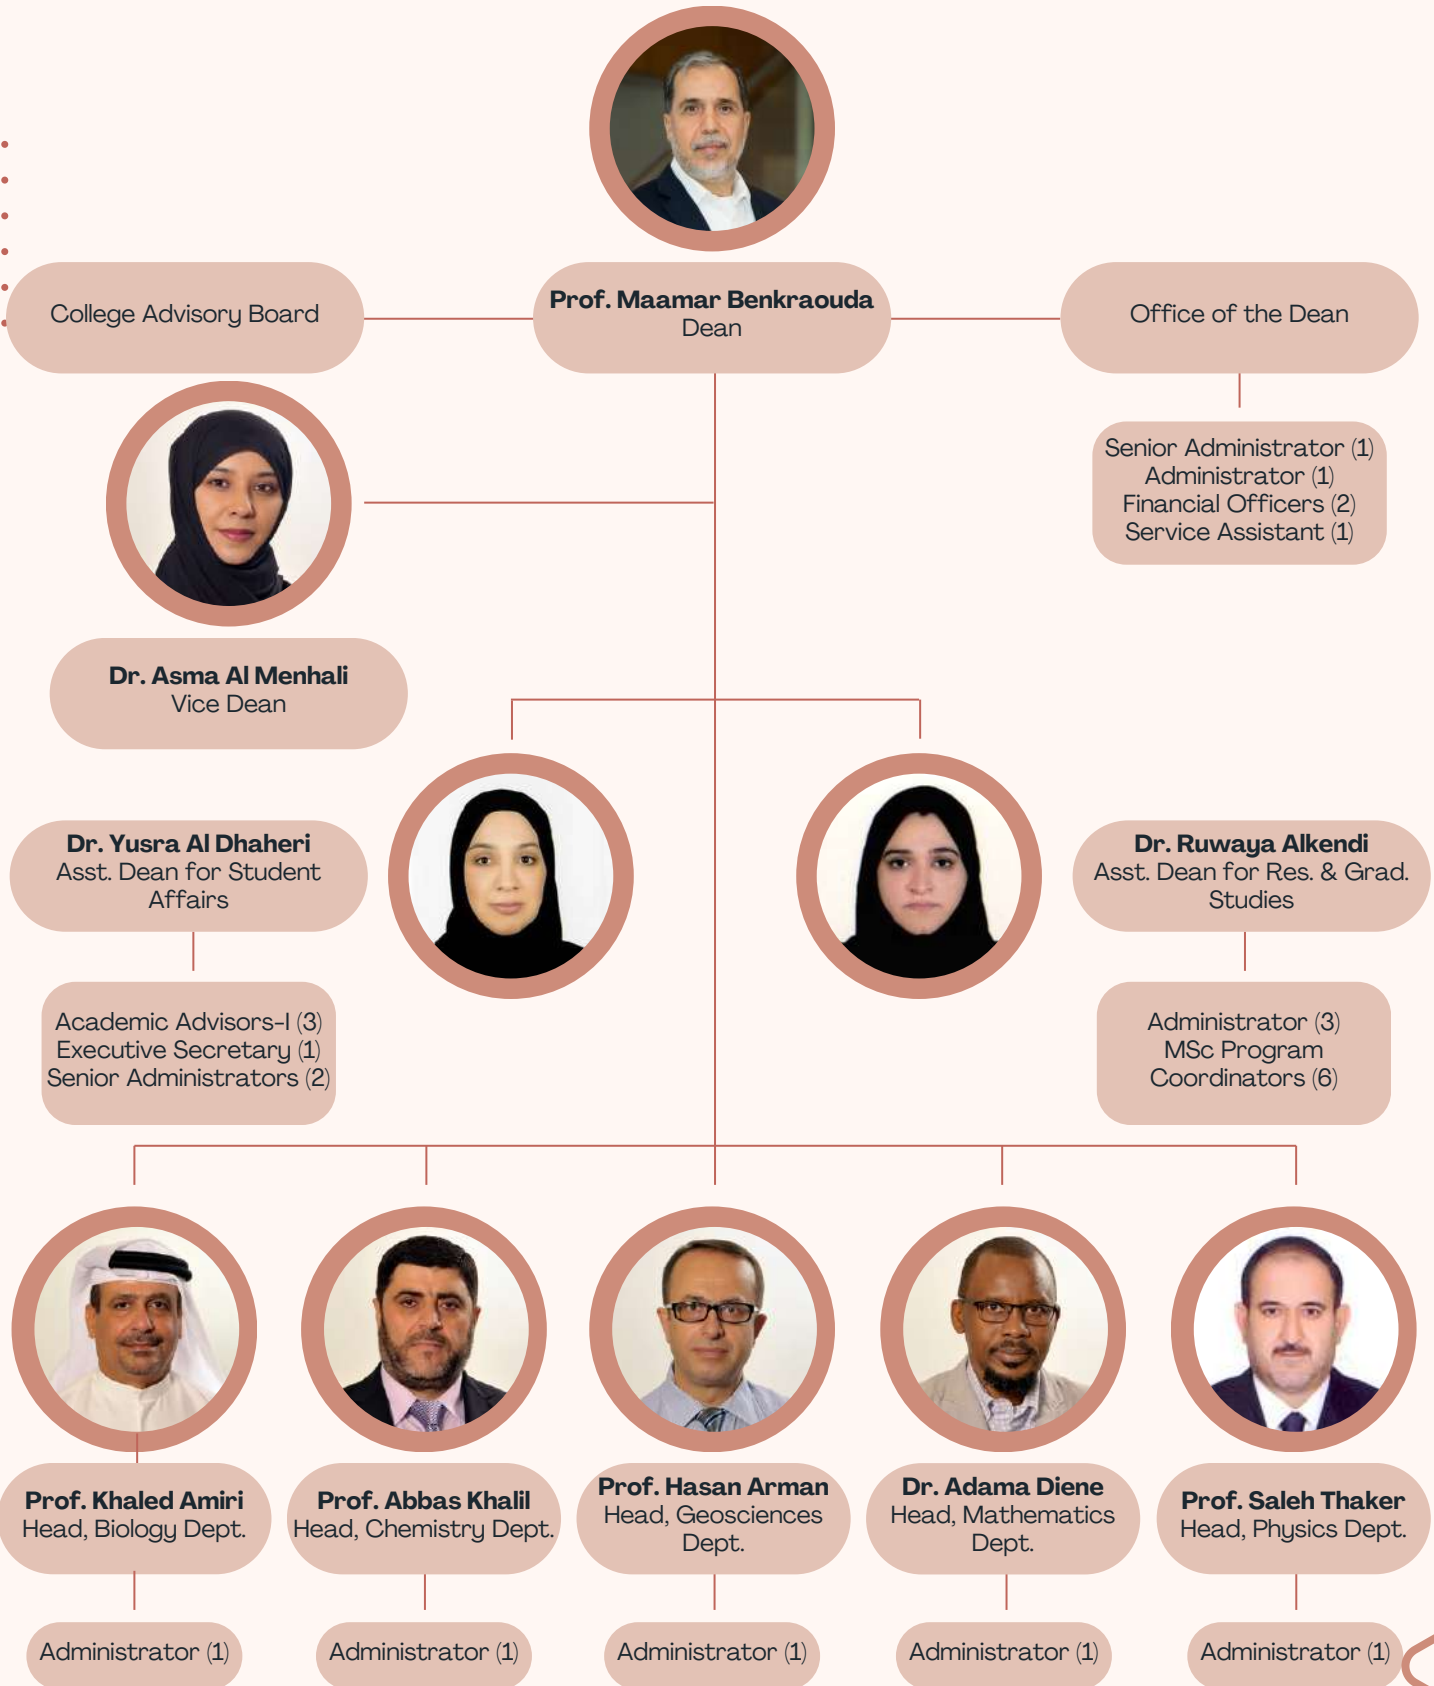 College Advisory Board
Prof. Maamar Benkraouda
Dean
Office of the Dean
Senior Administrator (1)
Administrator (1)
Financial Officers (2)
Service Assistant (1)
Dr. Asma Al Menhali
Vice Dean
Dr. Yusra Al Dhaheri
Asst. Dean for Student
Affairs
Academic Advisors-I (3)
Executive Secretary (1)
Senior Administrators (2)
Dr. Ruwaya Alkendi
Asst. Dean for Res. & Grad.
Studies
Administrator (3)
MSc Program
Coordinators (6)
Prof. Khaled Amiri
Head, Biology Dept.
Administrator (1)
Prof. Abbas Khalil
Head, Chemistry Dept.
Administrator (1)
Prof. Hasan Arman
Head, Geosciences
Dept.
Administrator (1)
Dr. Adama Diene
Head, Mathematics
Dept.
Administrator (1)
Prof. Saleh Thaker
Head, Physics Dept.
Administrator (1)